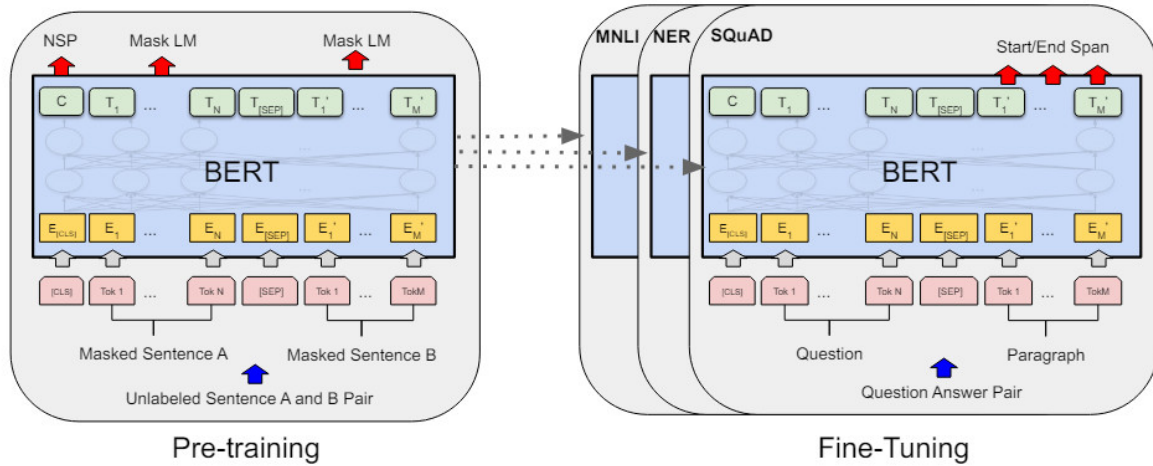 NSP Mask LM Mask LM
C T1 ... TN T[SEP] T1' ... TM'
... 
BERT
...
E[CLS] E1 ... EN E[SEP] E1' ... EM'
[CLS] Tok 1 ... Tok N [SEP] Tok 1 ... TokM
Masked Sentence A Masked Sentence B
Unlabeled Sentence A and B Pair
Pre-training
MNLI NER SQuAD
Start/End Span
C T1 ... TN T[SEP] T1' ... TM'
...
BERT
...
E[CLS] E1 ... EN E[SEP] E1' ... EM'
[CLS] Tok 1 ... Tok N [SEP] Tok 1 ... TokM
Question Paragraph
Question Answer Pair
Fine-Tuning